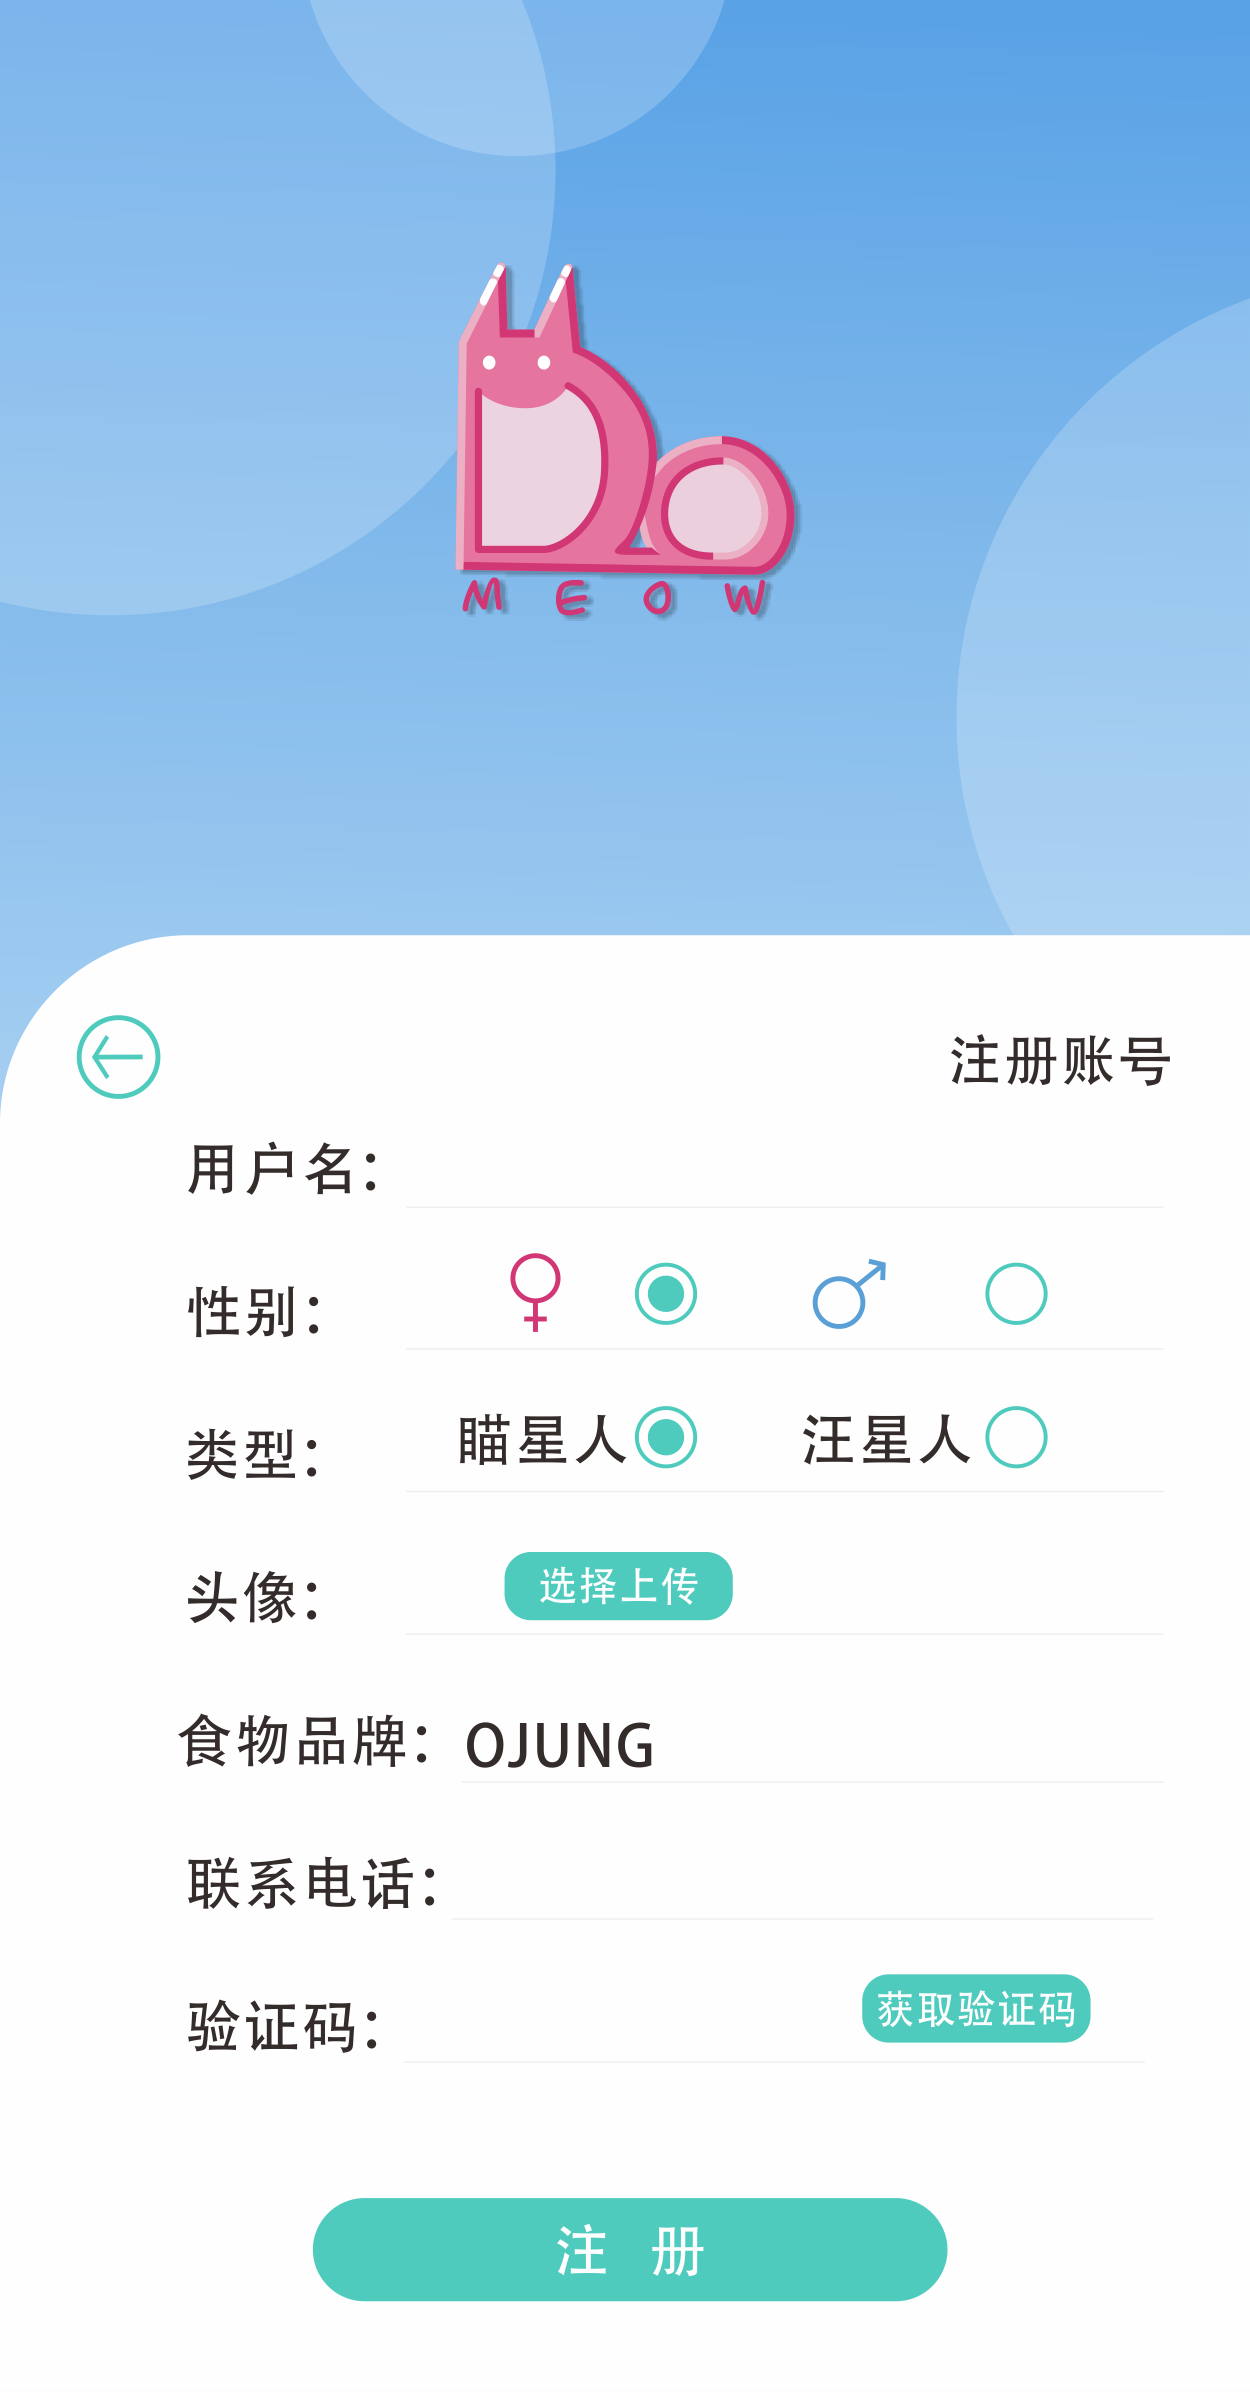 MEOW
注册账号
用户名：
性别：
类型： 瞄星人 汪星人
头像： 选择上传
食物品牌：OJUNG
联系电话：
验证码： 获取验证码
注 册